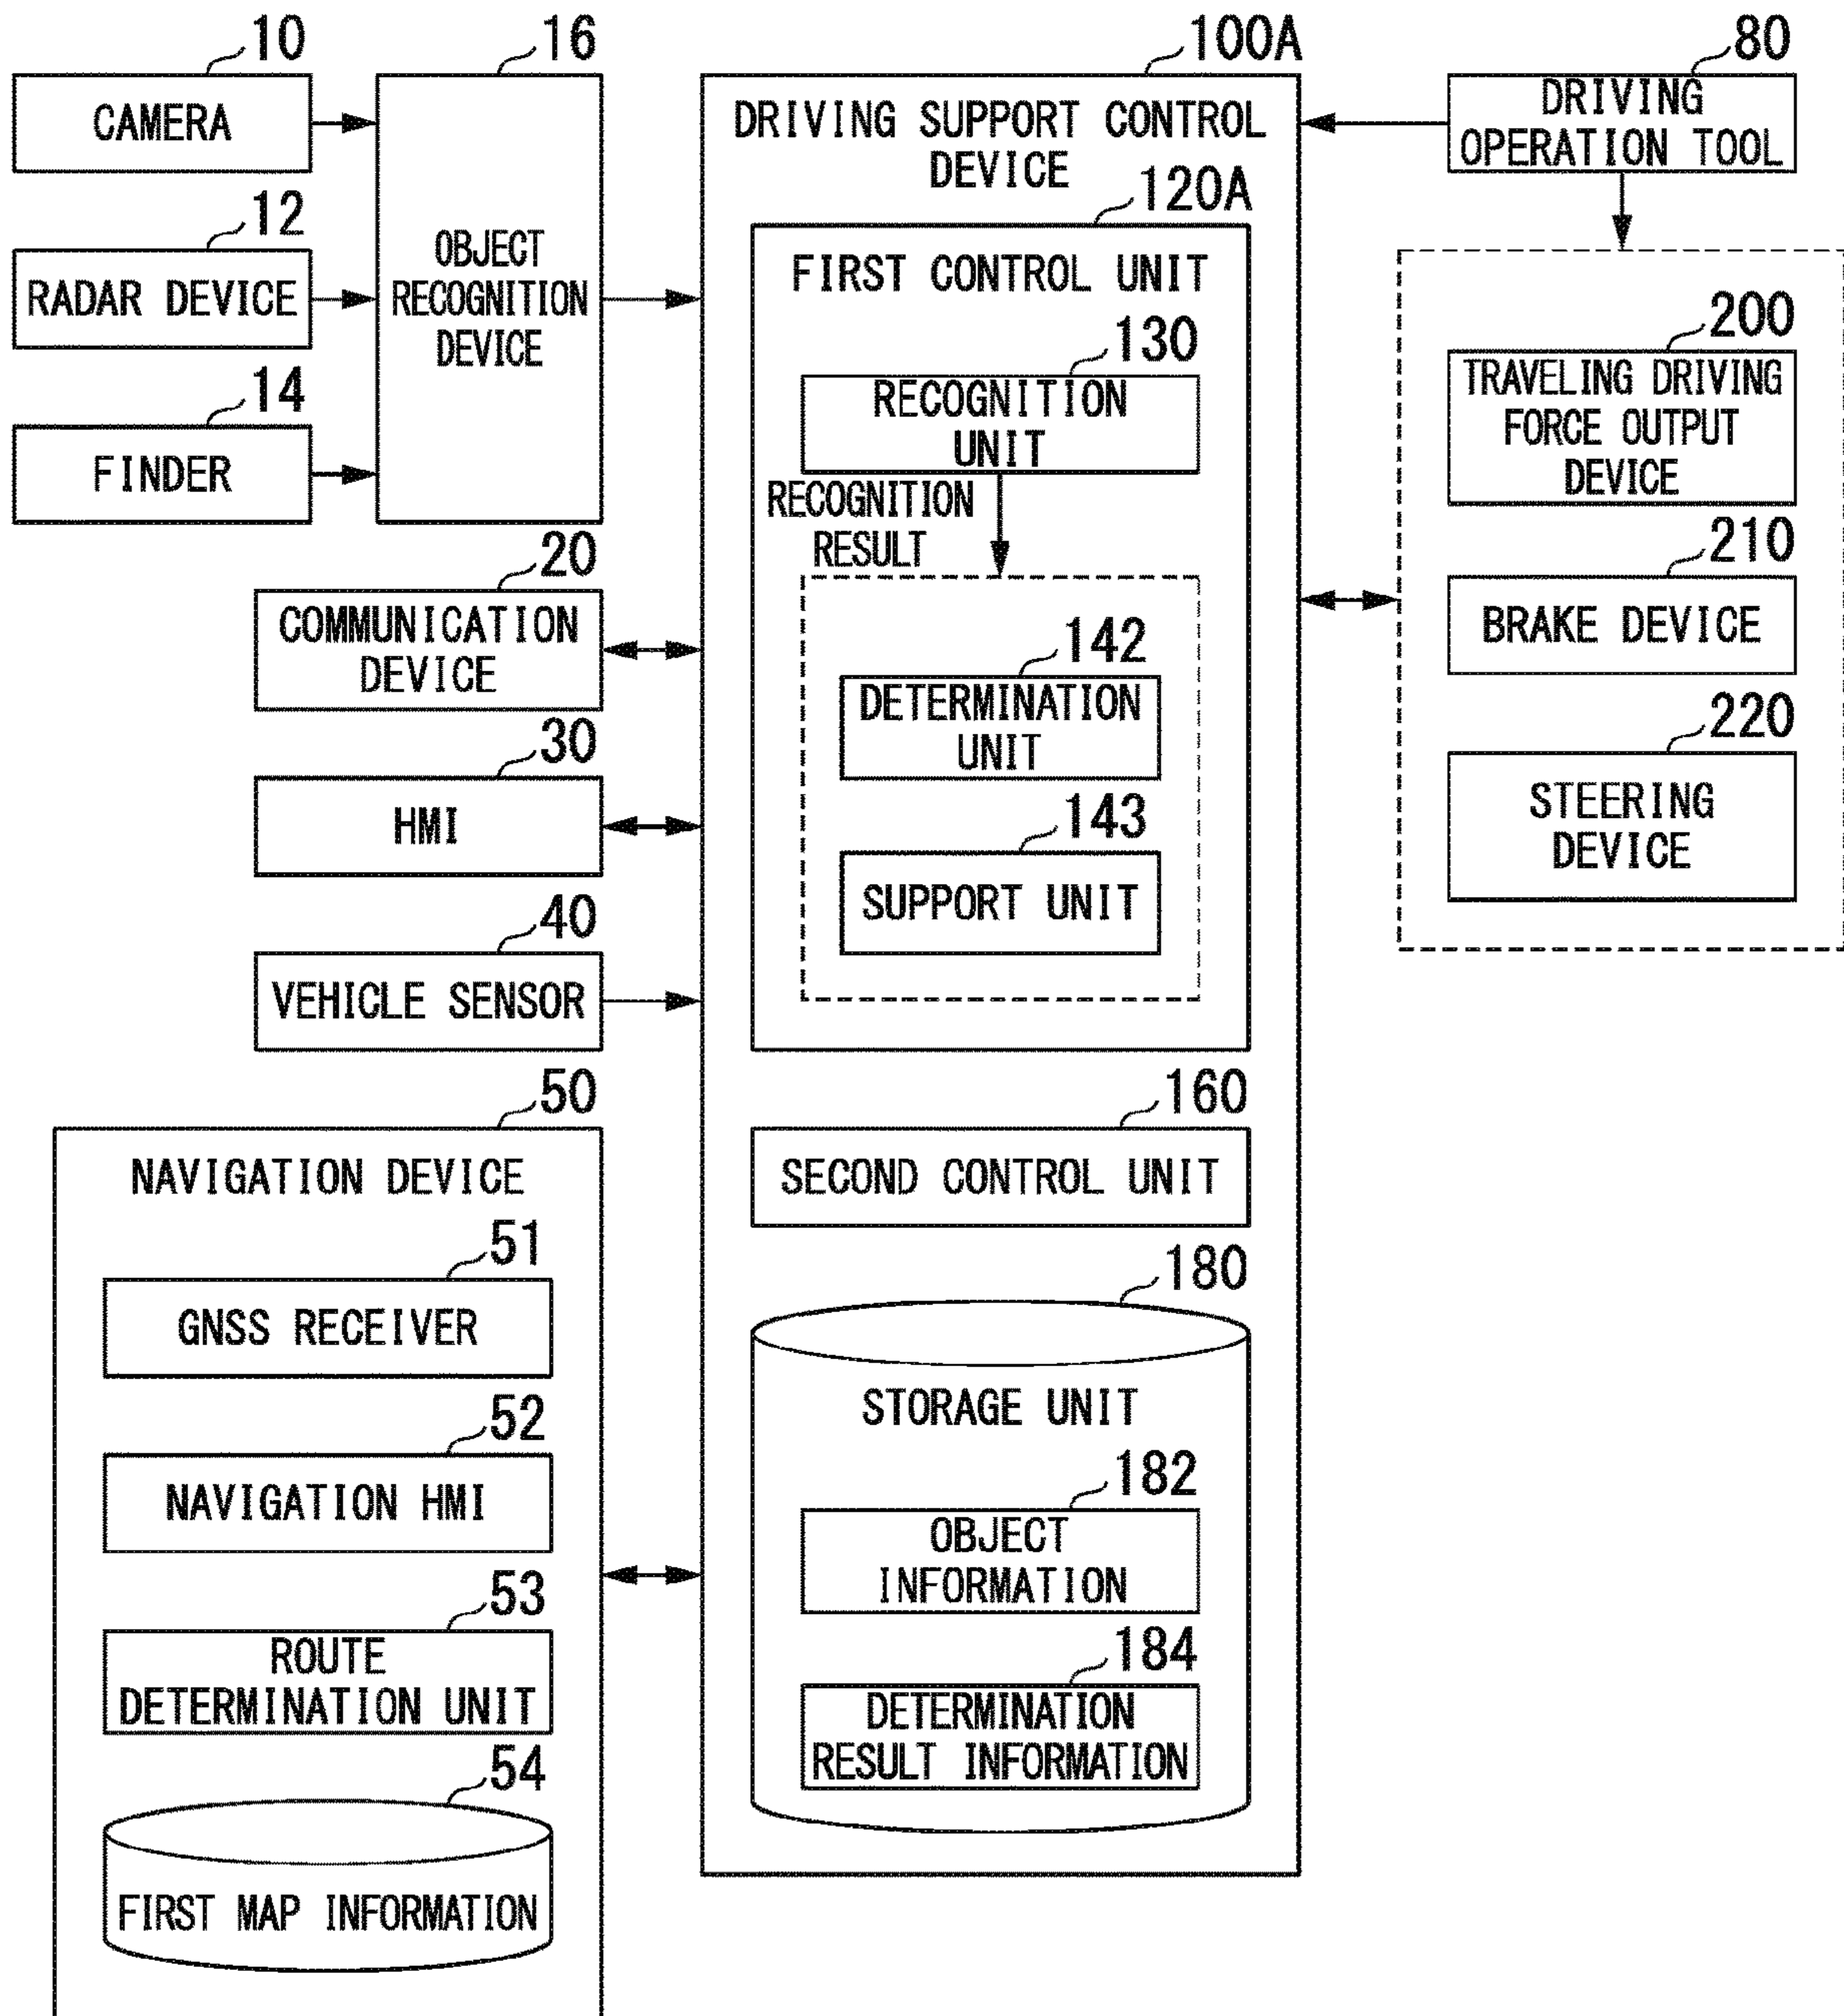 10
CAMERA
12
RADAR DEVICE
14
FINDER
16
OBJECT
RECOGNITION
DEVICE
20
COMMUNICATION
DEVICE
30
HMI
40
VEHICLE SENSOR
50
NAVIGATION DEVICE
51
GNSS RECEIVER
52
NAVIGATION HMI
53
ROUTE
DETERMINATION UNIT
54
FIRST MAP INFORMATION
100A
DRIVING SUPPORT CONTROL
DEVICE
120A
FIRST CONTROL UNIT
130
RECOGNITION
UNIT
RECOGNITION
RESULT
142
DETERMINATION
UNIT
143
SUPPORT UNIT
160
SECOND CONTROL UNIT
180
STORAGE UNIT
182
OBJECT
INFORMATION
184
DETERMINATION
RESULT INFORMATION
80
DRIVING
OPERATION TOOL
200
TRAVELING DRIVING
FORCE OUTPUT
DEVICE
210
BRAKE DEVICE
220
STEERING
DEVICE